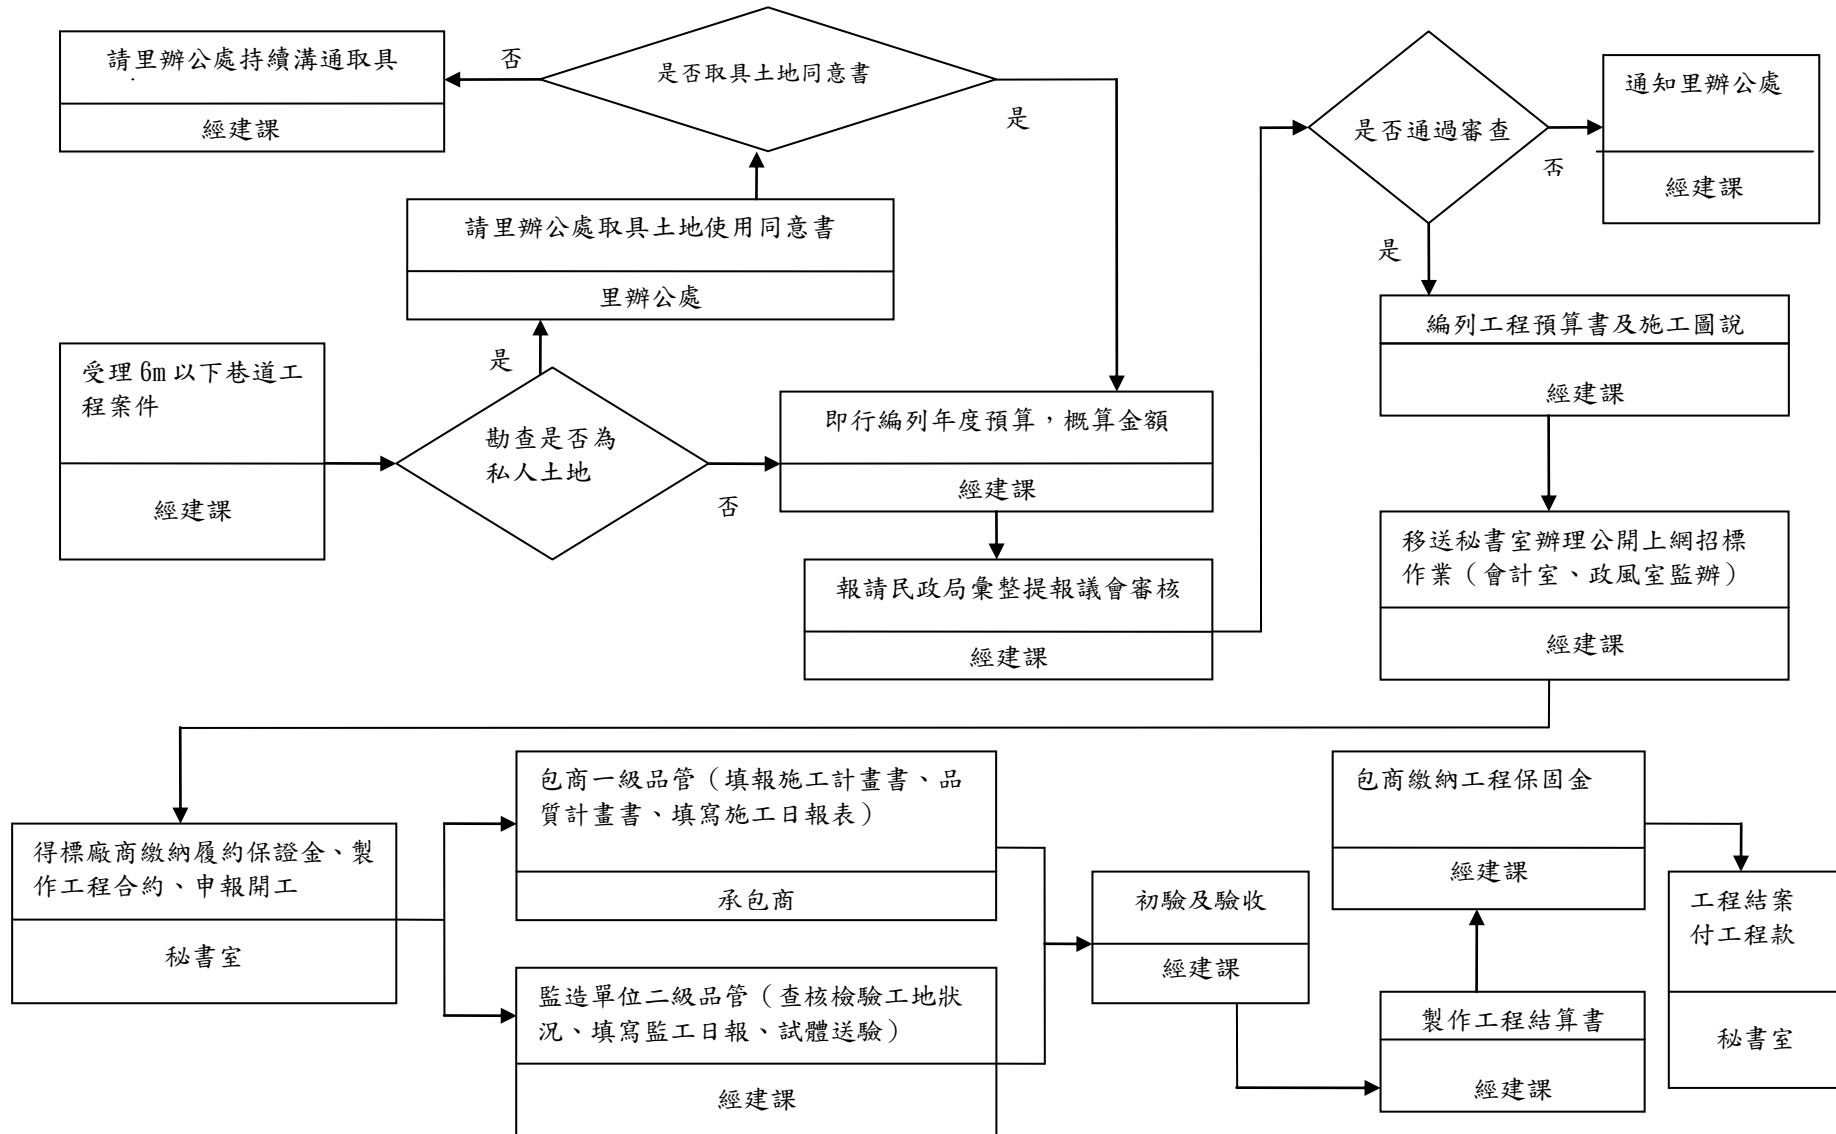 請里辦公處持續溝通取具
經建課
否
是否取具土地同意書
是
請里辦公處取具土地使用同意書
里辦公處
是
受理 6m 以下巷道工
程案件
經建課
勘查是否為
私人土地
否
即行編列年度預算，概算金額
經建課
報請民政局彙整提報議會審核
經建課
是否通過審查
否
通知里辦公處
經建課
是
編列工程預算書及施工圖說
經建課
移送秘書室辦理公開上網招標
作業（會計室、政風室監辦）
經建課
得標廠商繳納履約保證金、製
作工程合約、申報開工
秘書室
包商一級品管（填報施工計畫書、品
質計畫書、填寫施工日報表）
承包商
監造單位二級品管（查核檢驗工地狀
況、填寫監工日報、試體送驗）
經建課
初驗及驗收
經建課
製作工程結算書
經建課
包商繳納工程保固金
經建課
工程結案
付工程款
秘書室